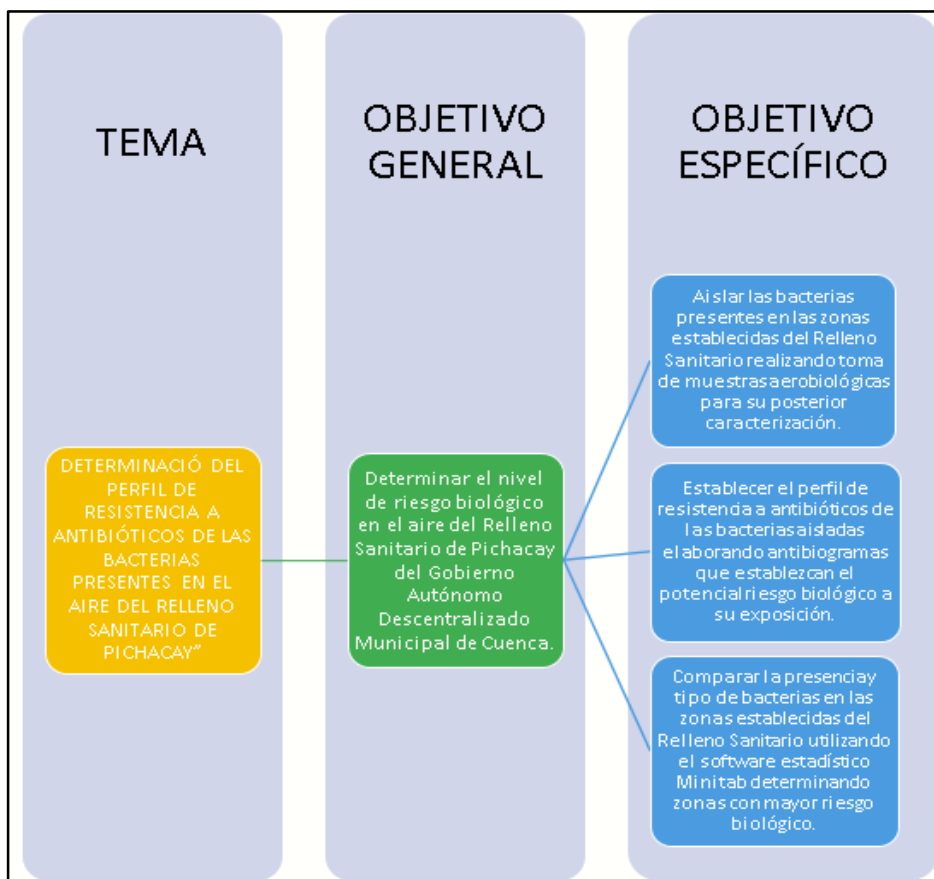 TEMA
OBJETIVO
GENERAL
OBJETIVO
ESPECÍFICO
DETERMINACIÓ DEL
PERFIL DE
RESISTENCIA A
ANTIBIÓTICOS DE LAS
BACTERIAS
PRESENTES EN EL
AIRE DEL RELLENO
SANITARIO DE
PICHACAY”
Determinar el nivel
de riesgo biológico
en el aire del Relleno
Sanitario de Pichacay
del Gobierno
Autónomo
Descentralizado
Municipal de Cuenca.
Aislar las bacterias
presentes en las zonas
establecidas del Relleno
Sanitario realizando toma
de muestras aerobiológicas
para su posterior
caracterización.
Establecer el perfil de
resistencia a antibióticos de
las bacterias aisladas
elaborando antibiogramas
que establezcan el
potencial riesgo biológico a
su exposición.
Comparar la presencia y
tipo de bacterias en las
zonas establecidas del
Relleno Sanitario utilizando
el software estadístico
Minitab determinando
zonas con mayor riesgo
biológico.